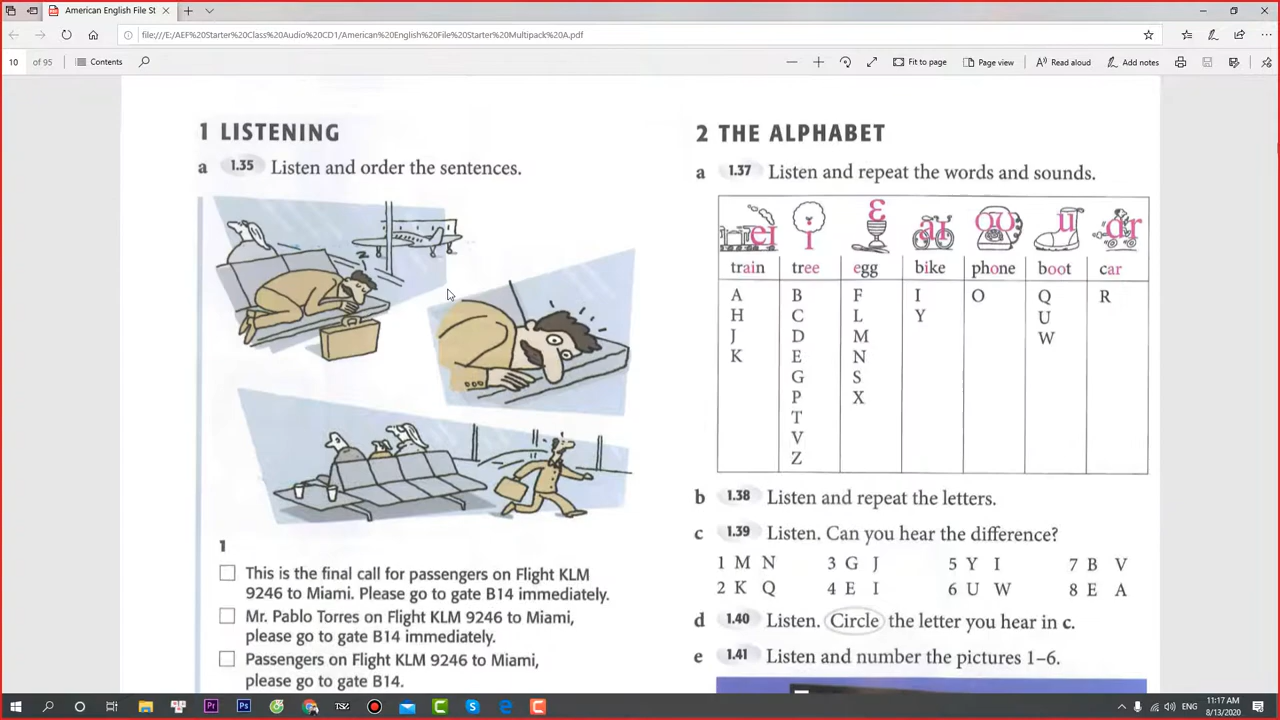 American English File St
file:///E:/AEF%20Starter%20Class%20Audio%20CD1/American%20English%20File%20Starter%20Multipack%20A.pdf
10 of 95 Contents Fit to page Page view Read aloud Add notes
1 LISTENING
a 1.35 Listen and order the sentences.
z
1
This is the final call for passengers on Flight KLM
9246 to Miami. Please go to gate B14 immediately.
Mr. Pablo Torres on Flight KLM 9246 to Miami,
please go to gate B14 immediately.
Passengers on Flight KLM 9246 to Miami,
please go to gate B14.
2 THE ALPHABET
a 1.37 Listen and repeat the words and sounds.
eɪ i ɛ aɪ oʊ u ɑr
train tree egg bike phone boot car
A B F I O Q R
H C L Y U
J D M W
K E N
G S
P X
T
V
Z
b 1.38 Listen and repeat the letters.
c 1.39 Listen. Can you hear the difference?
1 M N 3 G J 5 Y I 7 B V
2 K Q 4 E I 6 U W 8 E A
d 1.40 Listen. Circle the letter you hear in c.
e 1.41 Listen and number the pictures 1–6.
Pr Ps TV C S C ENG 11:17 AM
8/13/2020